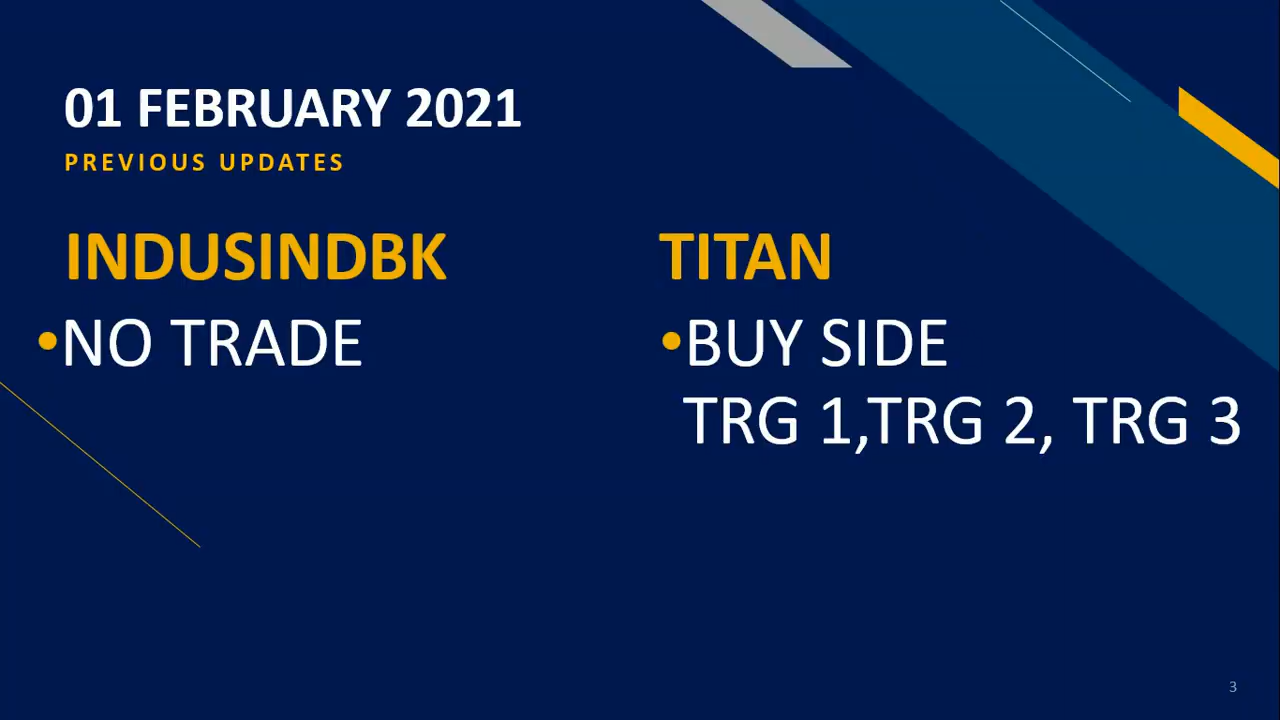 01 FEBRUARY 2021
PREVIOUS UPDATES
INDUSINDBK
•NO TRADE
TITAN
•BUY SIDE
TRG 1,TRG 2, TRG 3
3